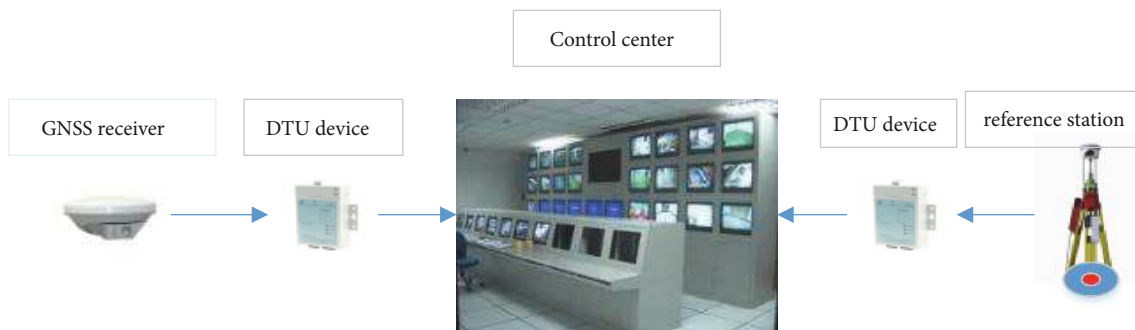 Control center
GNSS receiver
DTU device
DTU device
reference station